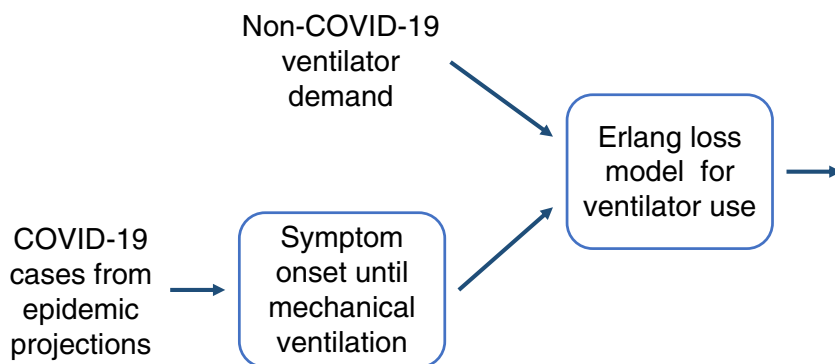 Non-COVID-19
ventilator
demand
Erlang loss
model for
ventilator use
COVID-19
cases from
epidemic
projections
Symptom
onset until
mechanical
ventilation